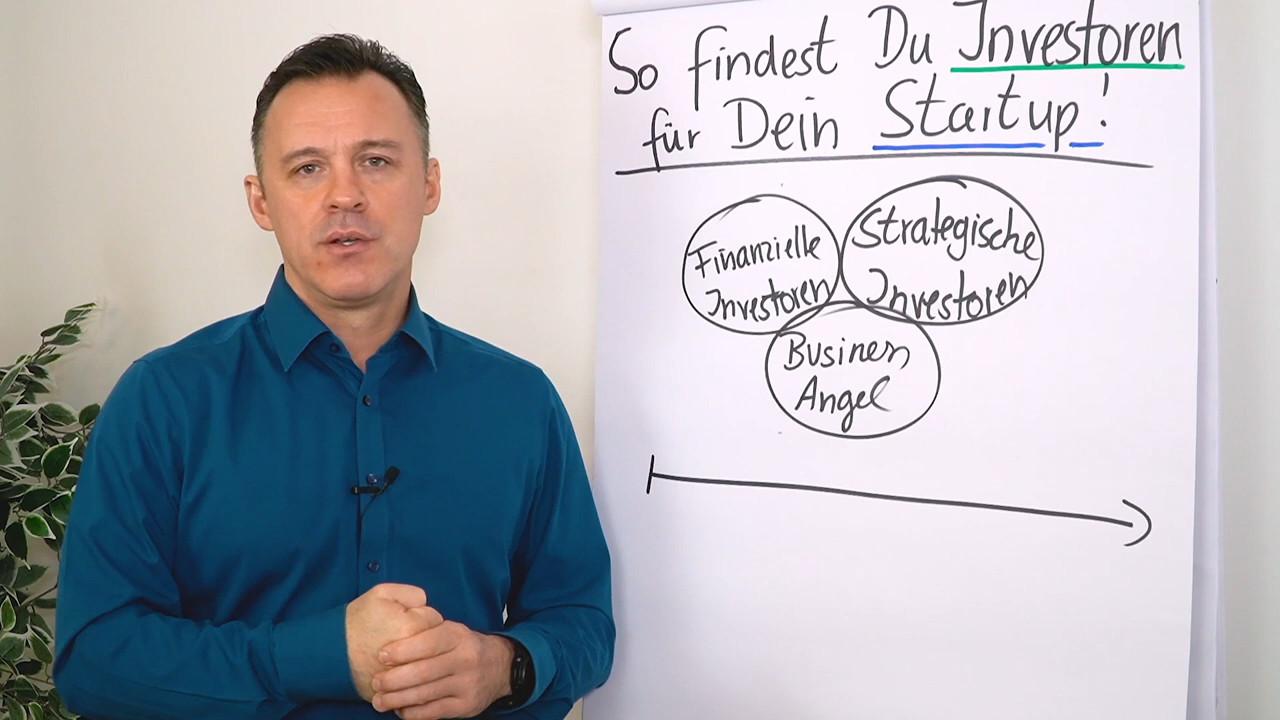 So findest Du Investoren
für Dein Startup!
Finanzielle
Investoren
Strategische
Investoren
Business
Angel